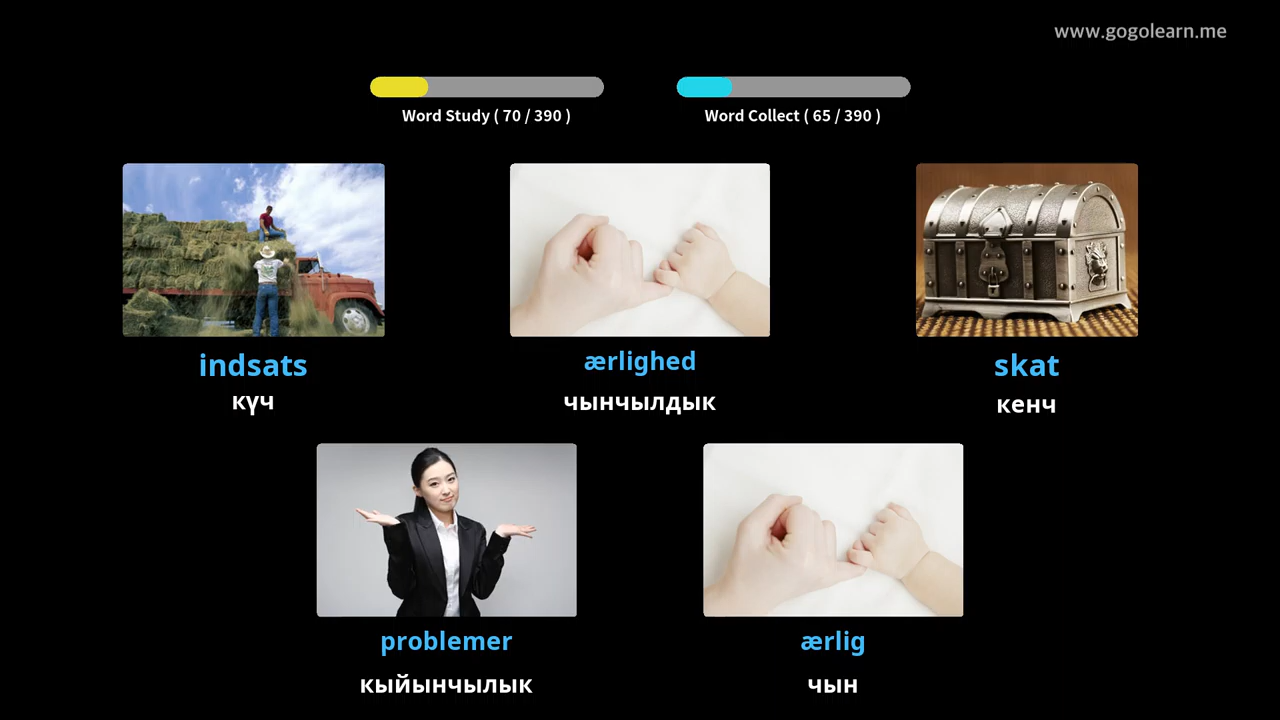 www.gogolearn.me
Word Study ( 70 / 390 )
Word Collect ( 65 / 390 )
indsats
күч
ærlighed
чынчылдык
skat
кенч
problemer
кыйынчылык
ærlig
чын